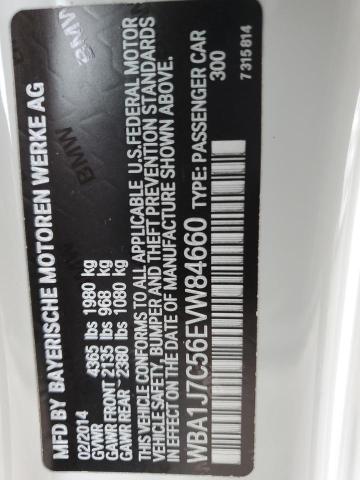 MFD BY BAYERISCHE MOTOREN WERKE AG
BMW BMW
02/2014
GVWR 4365 lbs 1980 kg
GAWR FRONT 2135 lbs 968 kg
GAWR REAR 2380 lbs 1080 kg
THIS VEHICLE CONFORMS TO ALL APPLICABLE U.S.FEDERAL MOTOR
VEHICLE SAFETY, BUMPER AND THEFT PREVENTION STANDARDS
IN EFFECT ON THE DATE OF MANUFACTURE SHOWN ABOVE.
WBA1J7C56EVW84660 TYPE: PASSENGER CAR
300
7 315 814